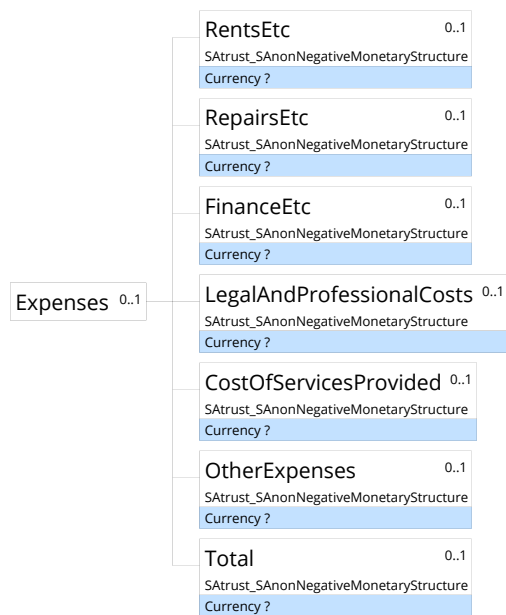 RentsEtc 0..1
SAtrust_SAnonNegativeMonetaryStructure
Currency ?
RepairsEtc 0..1
SAtrust_SAnonNegativeMonetaryStructure
Currency ?
FinanceEtc 0..1
SAtrust_SAnonNegativeMonetaryStructure
Currency ?
Expenses 0..1
LegalAndProfessionalCosts 0..1
SAtrust_SAnonNegativeMonetaryStructure
Currency ?
CostOfServicesProvided 0..1
SAtrust_SAnonNegativeMonetaryStructure
Currency ?
OtherExpenses 0..1
SAtrust_SAnonNegativeMonetaryStructure
Currency ?
Total 0..1
SAtrust_SAnonNegativeMonetaryStructure
Currency ?